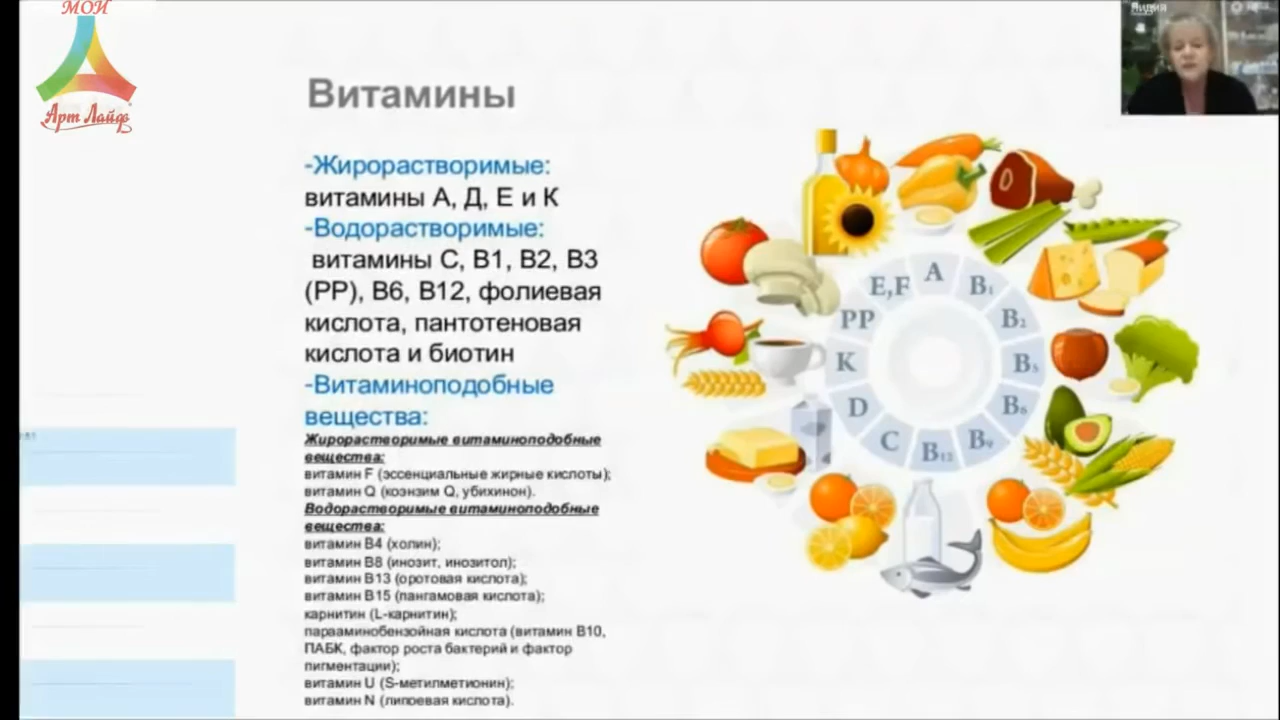 МОЙ
Арт Лайф
Лидия
Витамины
-Жирорастворимые:
витамины А, Д, Е и К
-Водорастворимые:
витамины С, В1, В2, В3
(РР), В6, В12, фолиевая
кислота, пантотеновая
кислота и биотин
-Витаминоподобные
вещества:
Жирорастворимые витаминоподобные
вещества:
витамин F (эссенциальные жирные кислоты);
витамин Q (коэнзим Q, убихинон).
Водорастворимые витаминоподобные
вещества:
витамин В4 (холин);
витамин В8 (инозит, инозитол);
витамин В13 (оротовая кислота);
витамин В15 (пангамовая кислота);
карнитин (L-карнитин);
парааминобензойная кислота (витамин В10,
ПАБК, фактор роста бактерий и фактор
пигментации);
витамин U (S-метилметионин);
витамин N (липоевая кислота).
A
B₁
B₂
B₅
B₆
B₉
B₁₂
C
D
K
PP
E,F